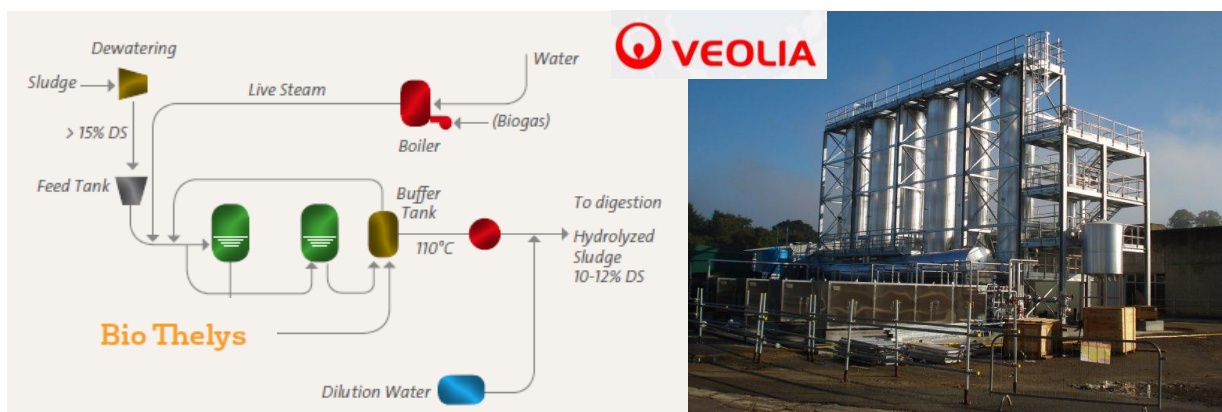 Dewatering
Sludge
> 15% DS
Feed Tank
Live Steam
Water
(Biogas)
Boiler
Buffer
Tank
110°C
To digestion
Hydrolyzed
Sludge
10-12% DS
Bio Thelys
Dilution Water
VEOLIA